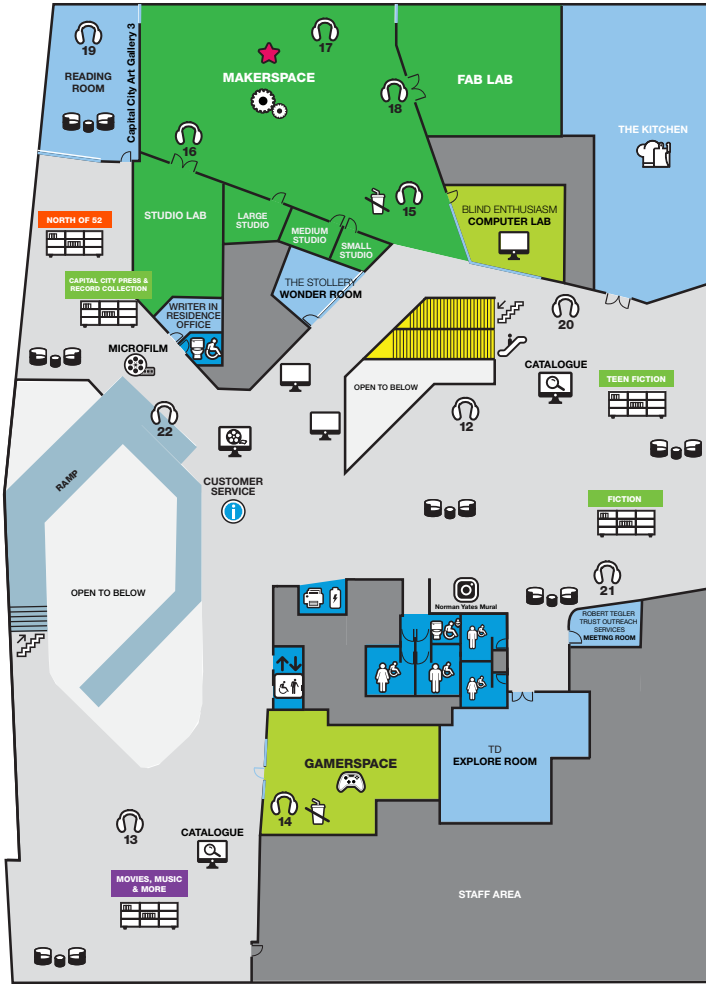 19
READING
ROOM
Capital City Art Gallery 3
17
MAKERSPACE
18
FAB LAB
THE KITCHEN
16
15
BLIND ENTHUSIASM
COMPUTER LAB
NORTH OF 52
STUDIO LAB
LARGE
STUDIO
MEDIUM
STUDIO
SMALL
STUDIO
CAPITAL CITY PRESS &
RECORD COLLECTION
THE STOLLERY
WONDER ROOM
WRITER IN
RESIDENCE
OFFICE
20
MICROFILM
CATALOGUE
TEEN FICTION
OPEN TO BELOW
22
12
RAMP
CUSTOMER
SERVICE
i
FICTION
OPEN TO BELOW
21
Norman Yates Mural
ROBERT TEGLER
TRUST OUTREACH
SERVICES
MEETING ROOM
TD
EXPLORE ROOM
GAMERSPACE
14
13
CATALOGUE
MOVIES, MUSIC
& MORE
STAFF AREA